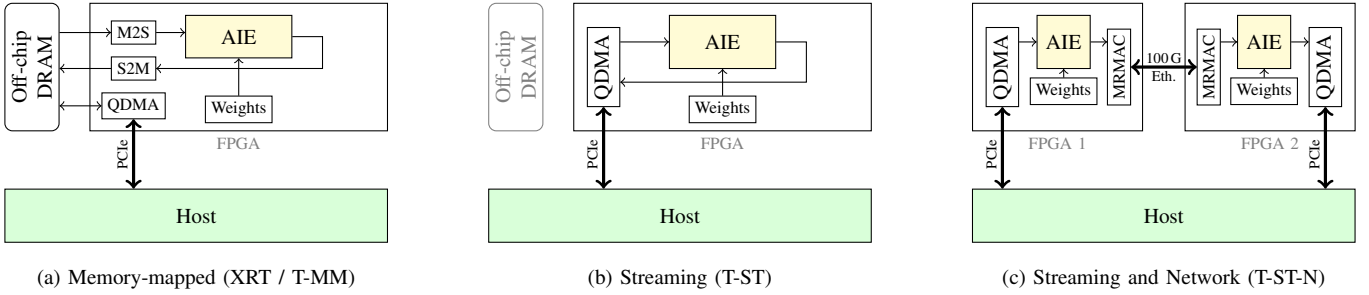 Off-chip
DRAM
M2S
AIE
S2M
QDMA
Weights
FPGA
PCIe
Host
(a) Memory-mapped (XRT / T-MM)
Off-chip
DRAM
QDMA
AIE
Weights
FPGA
PCIe
Host
(b) Streaming (T-ST)
QDMA
AIE
MRMAC
Weights
FPGA 1
PCIe
100 G
Eth.
MRMAC
AIE
QDMA
Weights
FPGA 2
PCIe
Host
(c) Streaming and Network (T-ST-N)